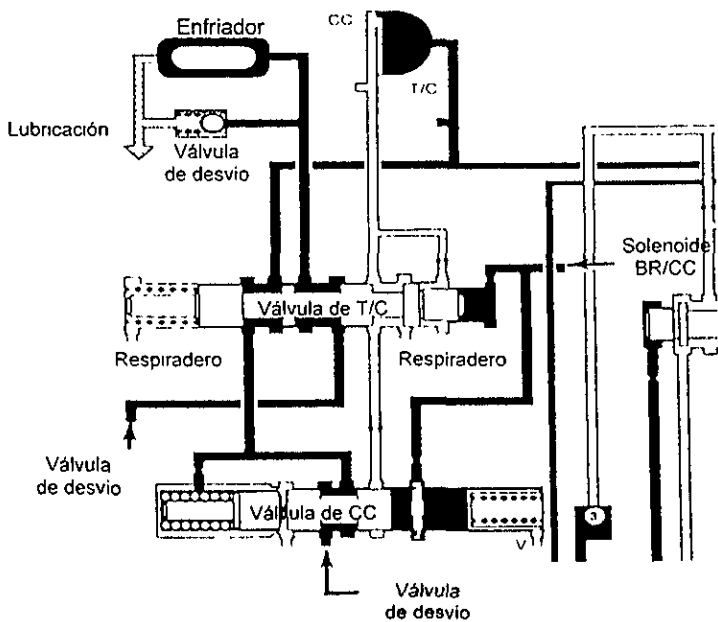 Enfriador
CC
T/C
Lubricación
Válvula
de desvio
Solenoide
BR/CC
Válvula de T/C
Respiradero
Respiradero
Válvula
de desvio
Válvula de CC
3
V
Válvula
de desvio